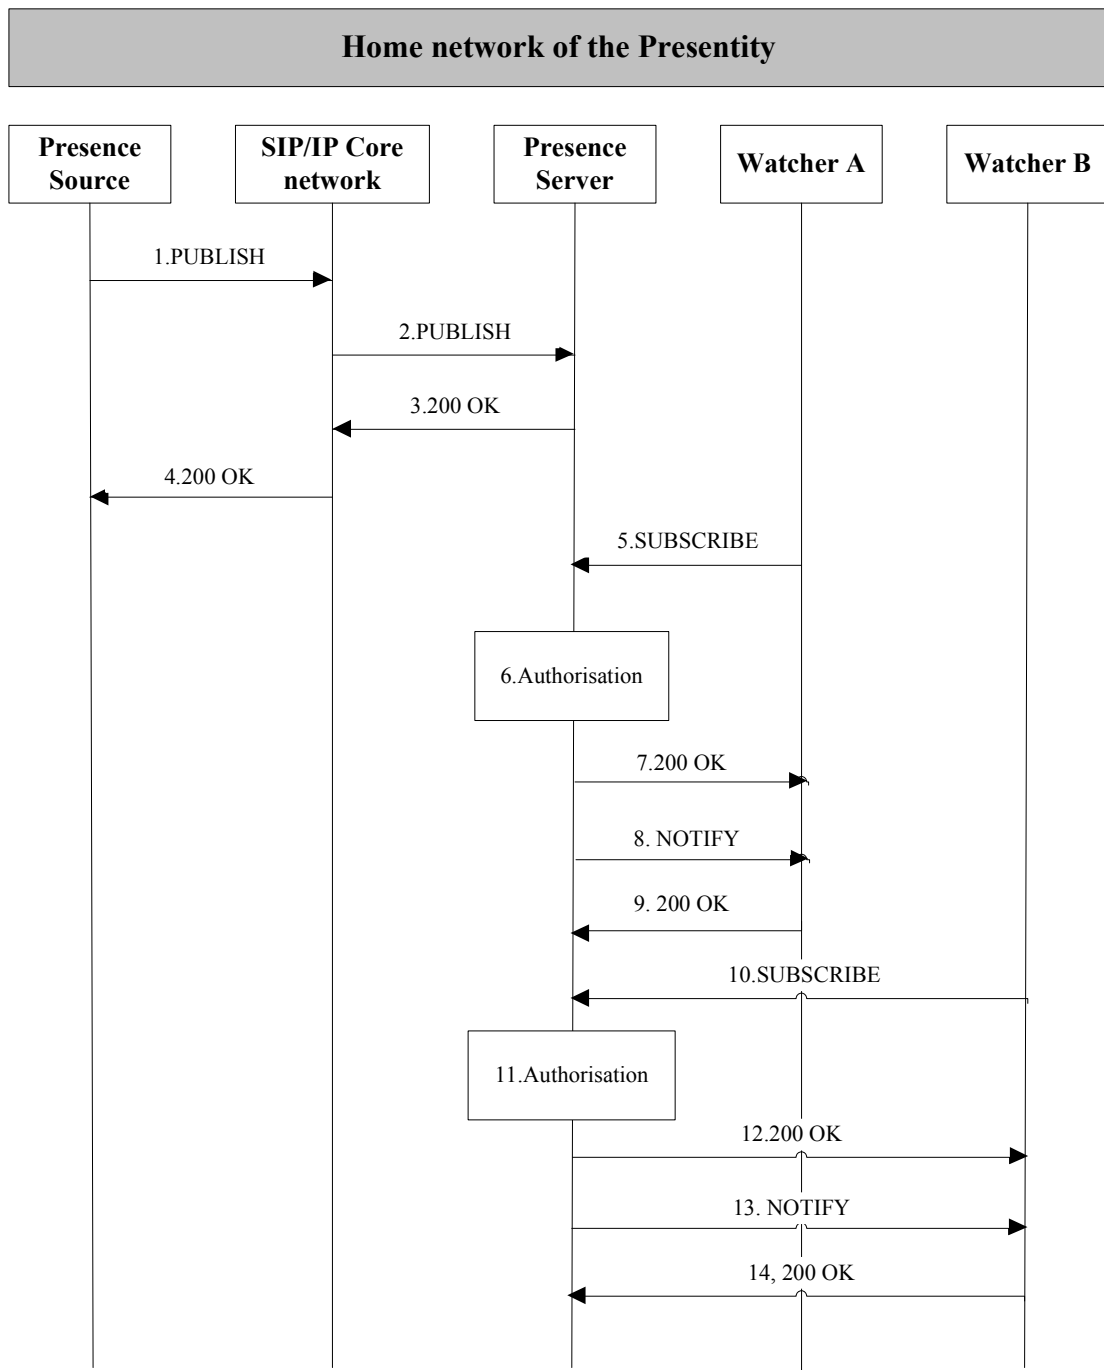 Home network of the Presentity
Presence
Source
SIP/IP Core
network
Presence
Server
Watcher A
Watcher B
1.PUBLISH
2.PUBLISH
3.200 OK
4.200 OK
5.SUBSCRIBE
6.Authorisation
7.200 OK
8. NOTIFY
9. 200 OK
10.SUBSCRIBE
11.Authorisation
12.200 OK
13. NOTIFY
14, 200 OK